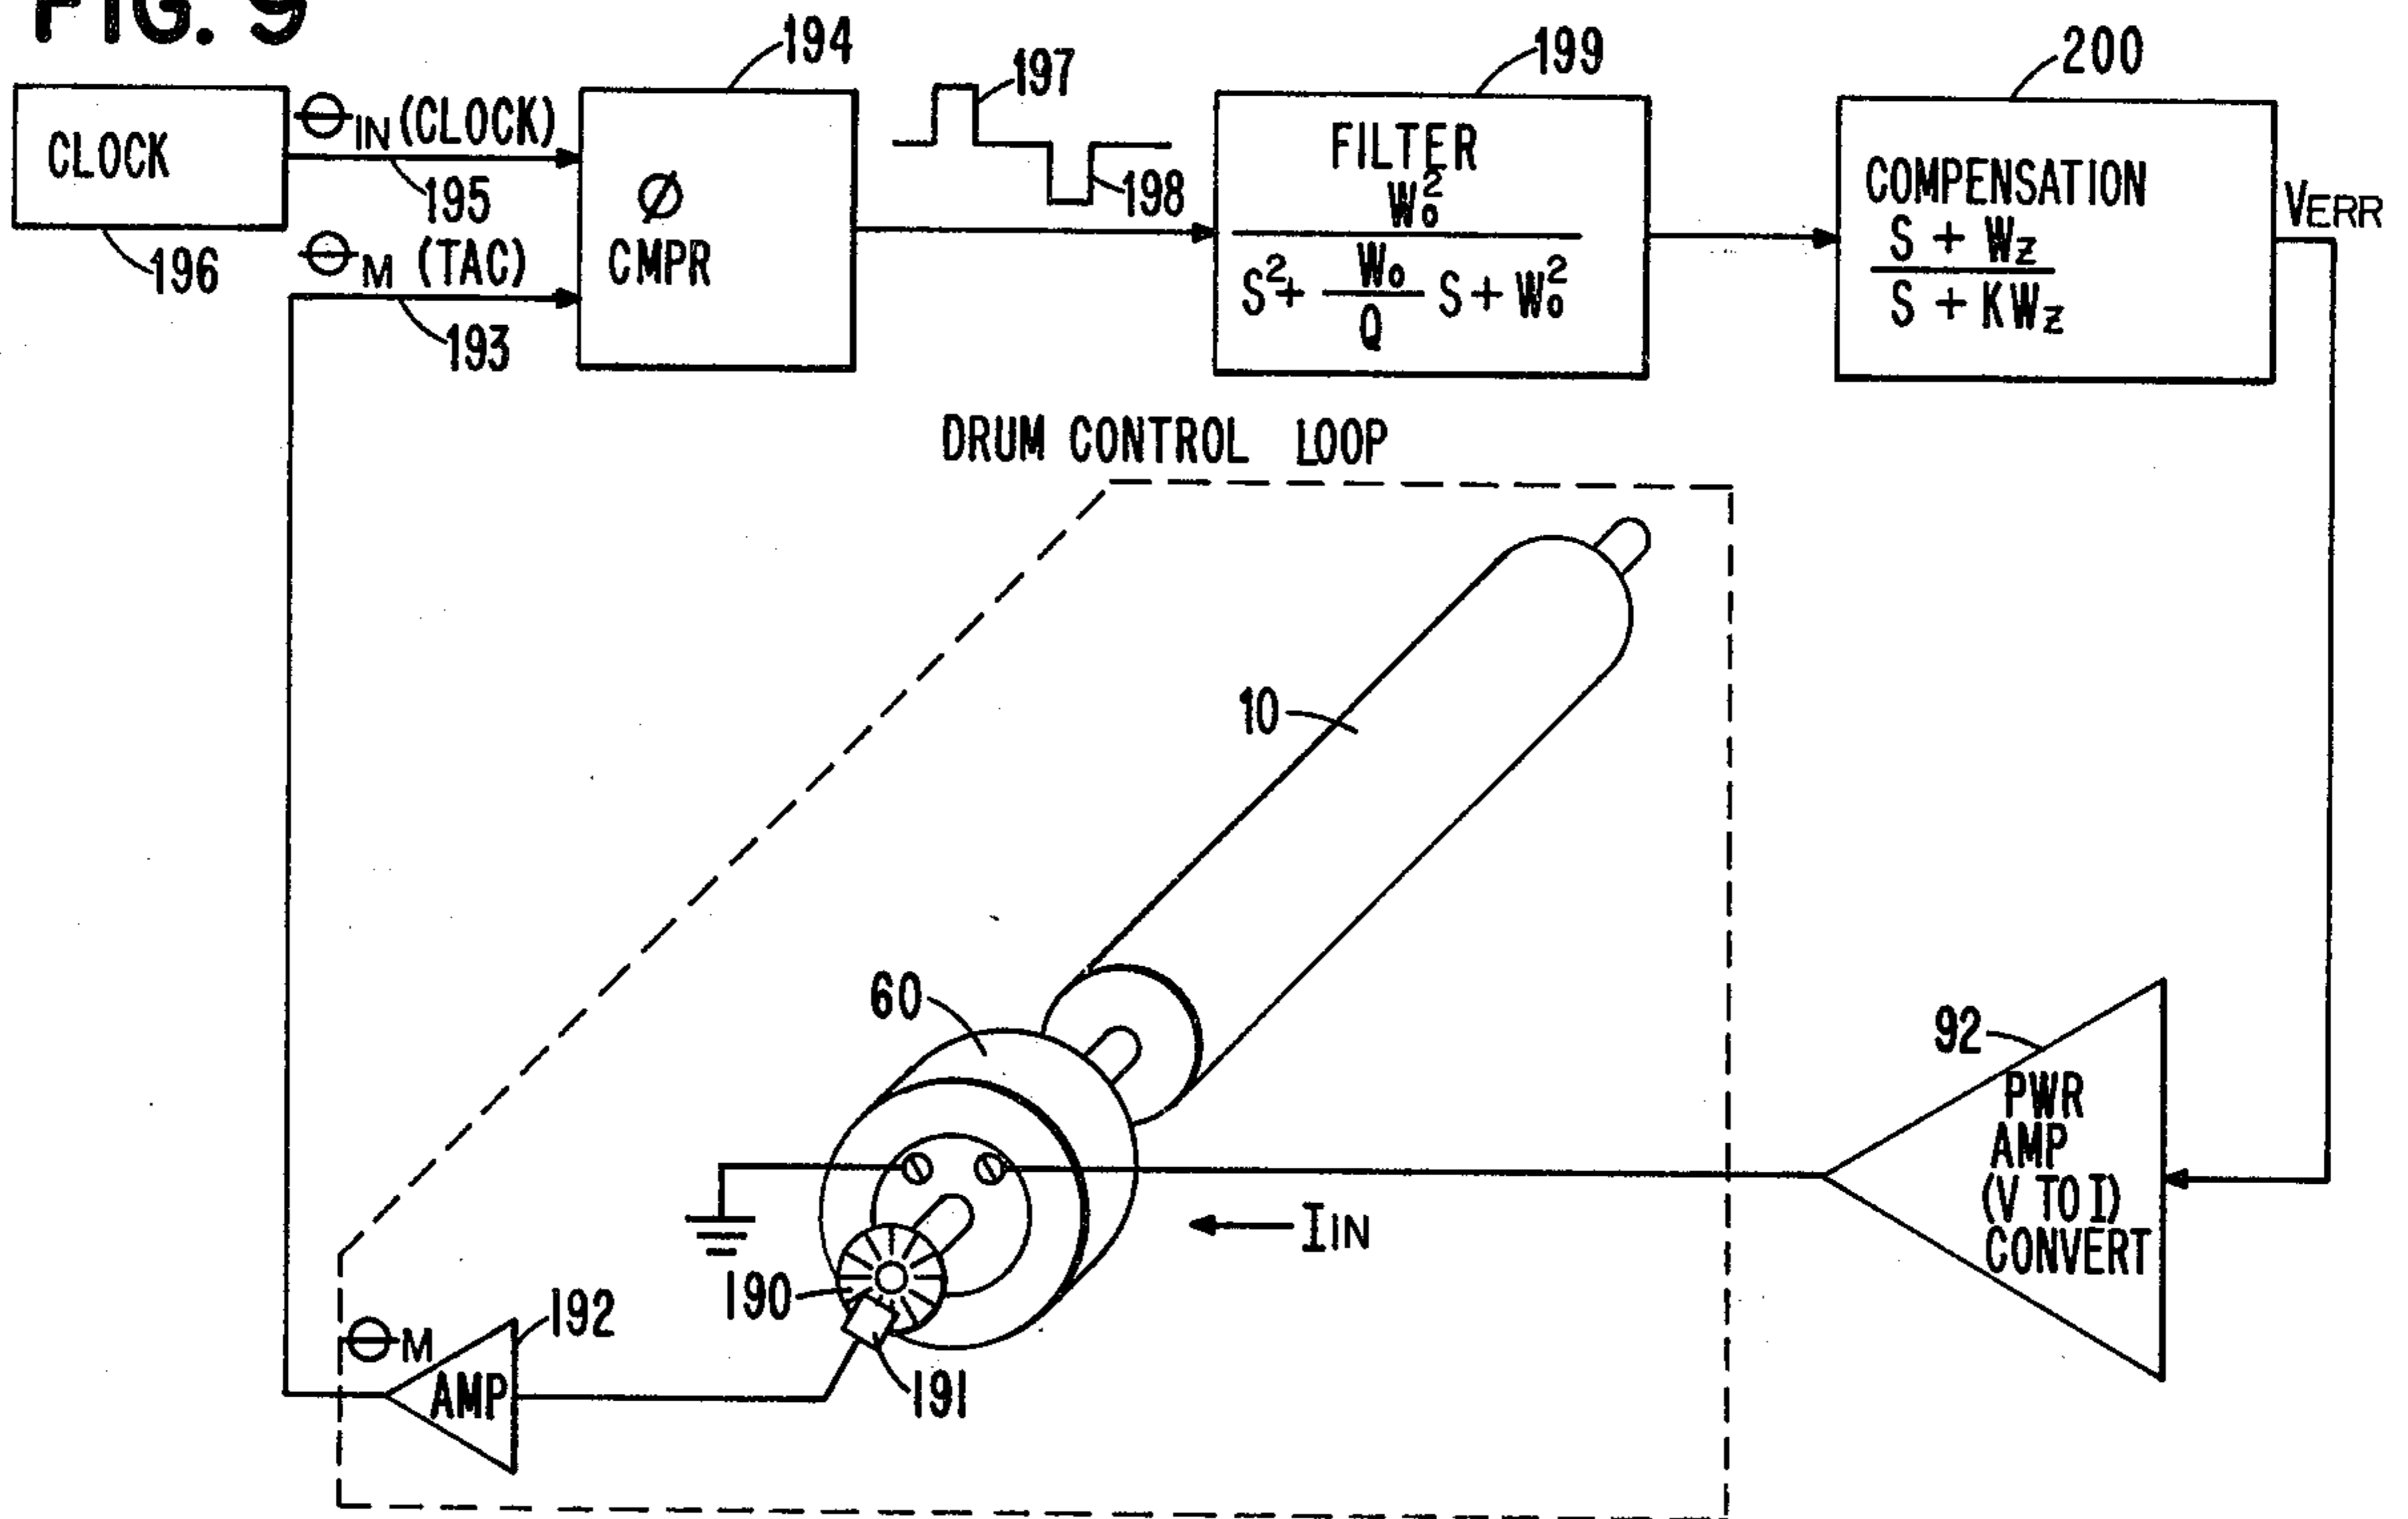 FIG. 9
194
197
199
200
CLOCK
ΘIN (CLOCK)
195
196
ΘM (TAC)
193
Ø
CMPR
198
FILTER
W₀²
S² + W₀/Q S + W₀²
COMPENSATION
S + Wz
S + KWz
VERR
DRUM CONTROL LOOP
10
60
92
PWR
AMP
(V TO I)
CONVERT
IIN
190
191
192
ΘM
AMP